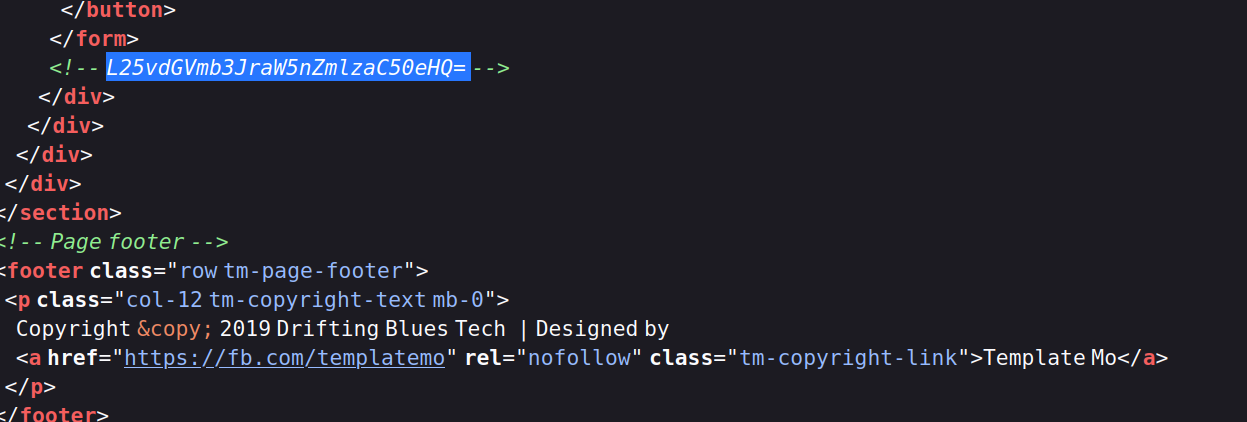 </button>
</form>
<!-- L25vdGVmb3JraW5nZmlzaC50eHQ= -->
</div>
</div>
</div>
</div>
</section>
<!-- Page footer -->
<footer class="row tm-page-footer">
<p class="col-12 tm-copyright-text mb-0">
Copyright &copy; 2019 Drifting Blues Tech | Designed by
<a href="https://fb.com/templatemo" rel="nofollow" class="tm-copyright-link">Template Mo</a>
</p>
</footer>